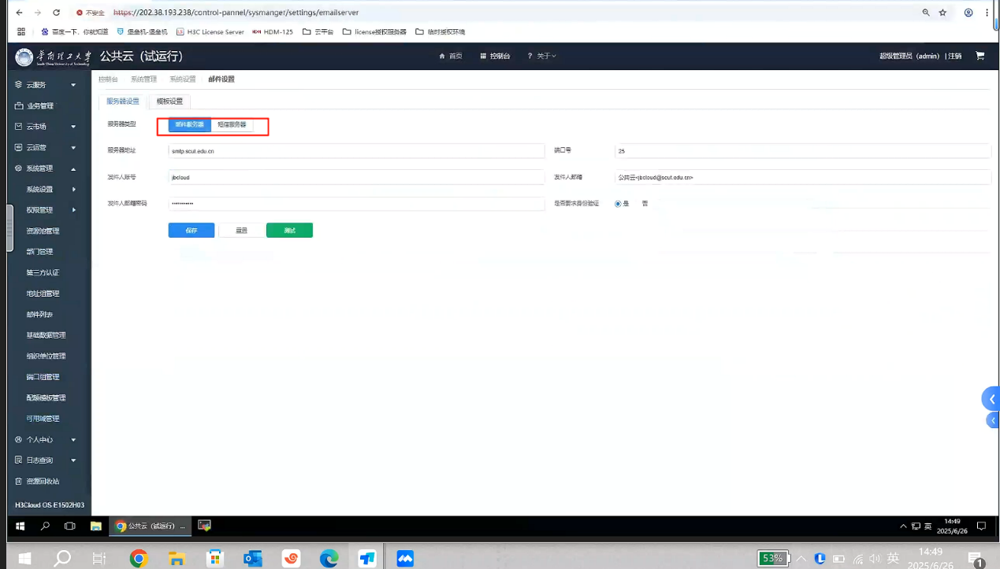 不安全 https://202.38.193.238/control-pannel/sysmanger/settings/emailserver
百度一下，你就知道 堡垒机-堡垒机 H3C License Server HDM-125 云平台 license授权服务器 临时授权环境
华南理工大学 公共云（试运行） 首页 控制台 ? 关于 超级管理员（admin） | 注销
South China University of Technology
云服务
业务管理
云市场
云运营
系统管理
系统设置
权限管理
资源池管理
部门管理
第三方认证
地址组管理
邮件列表
基础数据管理
组织单位管理
端口组管理
配额模板管理
可用域管理
个人中心
日志查询
资源回收站
H3Cloud OS E1502H03
控制台 系统管理 系统设置 邮件设置
服务器设置 模板设置
服务器类型 邮件服务器 短信服务器
服务器地址 smtp.scut.edu.cn 端口号 25
发件人账号 jbcloud 发件人邮箱 公共云<jbcloud@scut.edu.cn>
发件人邮箱密码 ••••••••••• 是否要求身份验证 是 否
保存 重置 测试
公共云（试运行） ... 英 14:49
2025/6/26
53% 英 14:49
2025/6/26
1